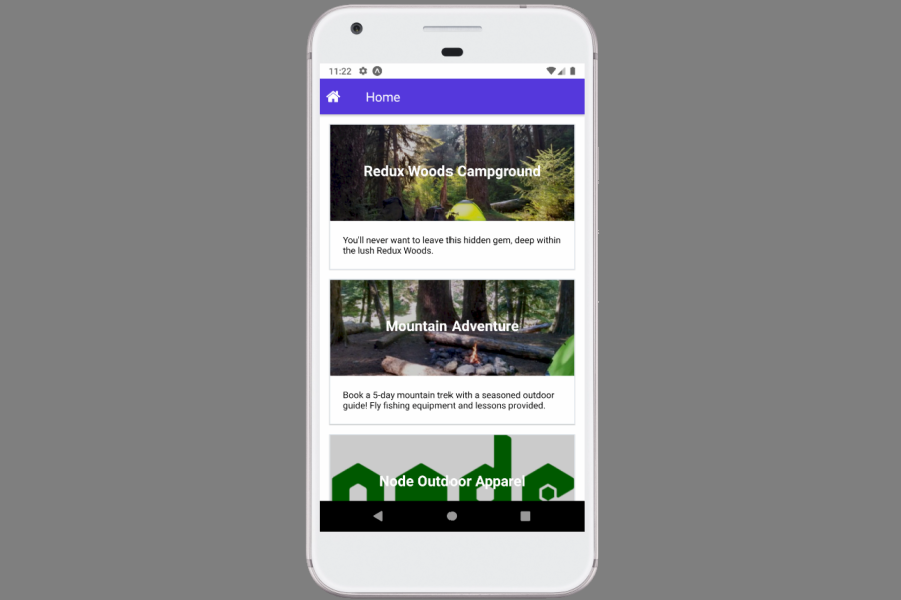 11:22
Home
Redux Woods Campground
You'll never want to leave this hidden gem, deep within
the lush Redux Woods.
Mountain Adventure
Book a 5-day mountain trek with a seasoned outdoor
guide! Fly fishing equipment and lessons provided.
node
Node Outdoor Apparel